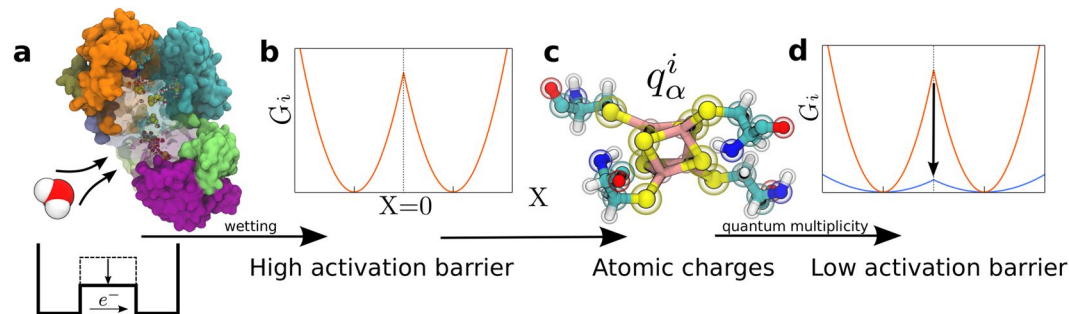 a
b
c
d
G_i
X=0
X
q^i_α
G_i
wetting
quantum multiplicity
High activation barrier
Atomic charges
Low activation barrier
e⁻